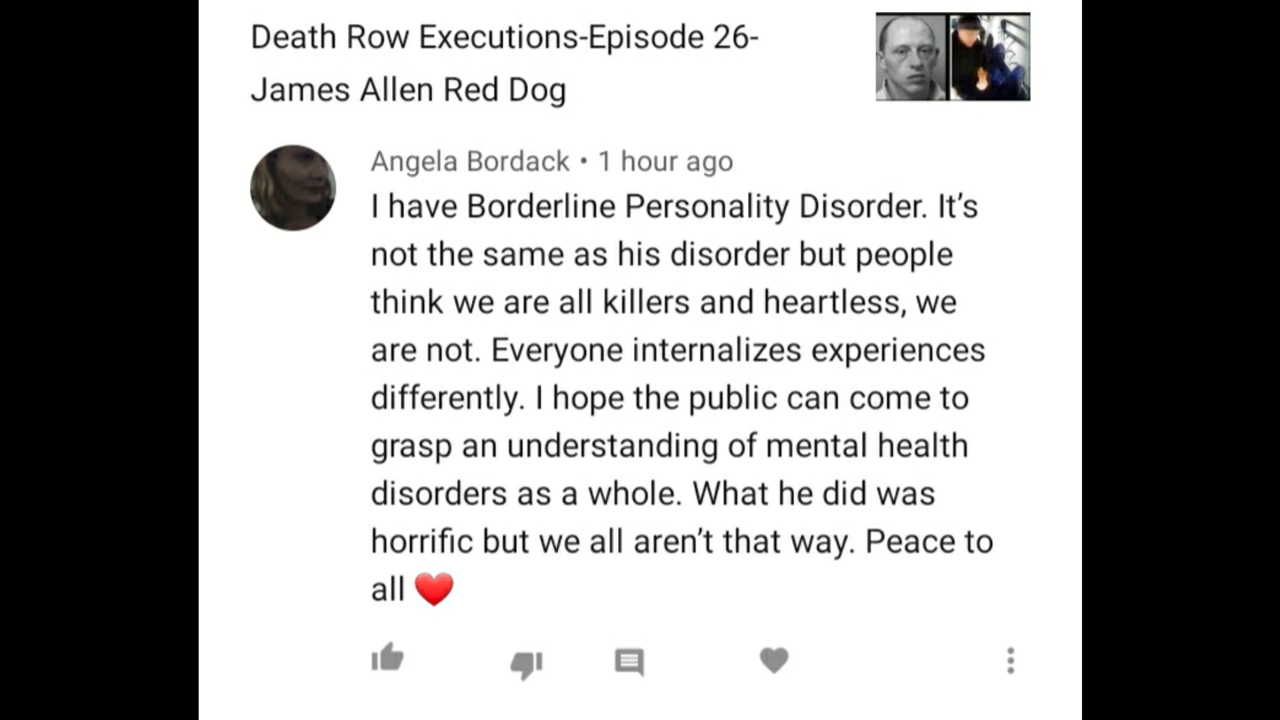 Death Row Executions-Episode 26-
James Allen Red Dog
Angela Bordack • 1 hour ago
I have Borderline Personality Disorder. It’s
not the same as his disorder but people
think we are all killers and heartless, we
are not. Everyone internalizes experiences
differently. I hope the public can come to
grasp an understanding of mental health
disorders as a whole. What he did was
horrific but we all aren’t that way. Peace to
all ❤️